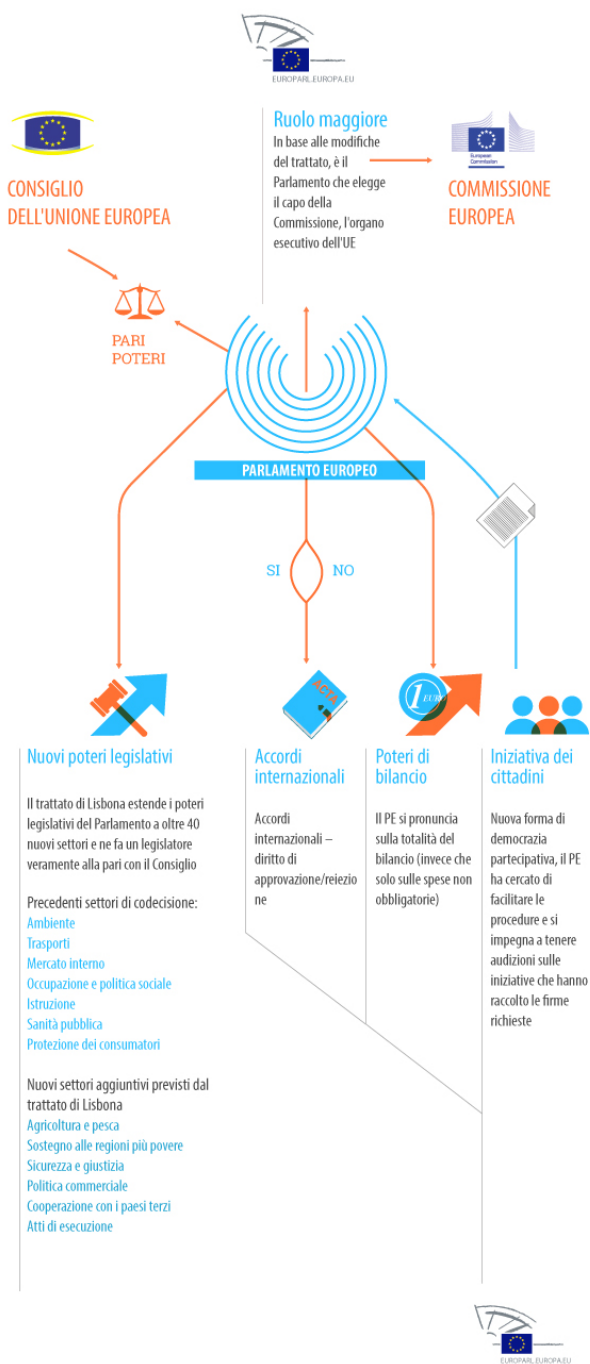 EUROPARL.EUROPA.EU
CONSIGLIO
DELL'UNIONE EUROPEA
Ruolo maggiore
In base alle modifiche
del trattato, è il
Parlamento che elegge
il capo della
Commissione, l'organo
esecutivo dell'UE
European
Commission
COMMISSIONE
EUROPEA
PARI
POTERI
PARLAMENTO EUROPEO
SI
NO
ACTA
1 EURO
Nuovi poteri legislativi
Il trattato di Lisbona estende i poteri
legislativi del Parlamento a oltre 40
nuovi settori e ne fa un legislatore
veramente alla pari con il Consiglio
Precedenti settori di codecisione:
Ambiente
Trasporti
Mercato interno
Occupazione e politica sociale
Istruzione
Sanità pubblica
Protezione dei consumatori
Nuovi settori aggiuntivi previsti dal
trattato di Lisbona
Agricoltura e pesca
Sostegno alle regioni più povere
Sicurezza e giustizia
Politica commerciale
Cooperazione con i paesi terzi
Atti di esecuzione
Accordi
internazionali
Accordi
internazionali –
diritto di
approvazione/reiezio
ne
Poteri di
bilancio
Il PE si pronuncia
sulla totalità del
bilancio (invece che
solo sulle spese non
obbligatorie)
Iniziativa dei
cittadini
Nuova forma di
democrazia
partecipativa, il PE
ha cercato di
facilitare le
procedure e si
impegna a tenere
audizioni sulle
iniziative che hanno
raccolto le firme
richieste
EUROPARL.EUROPA.EU